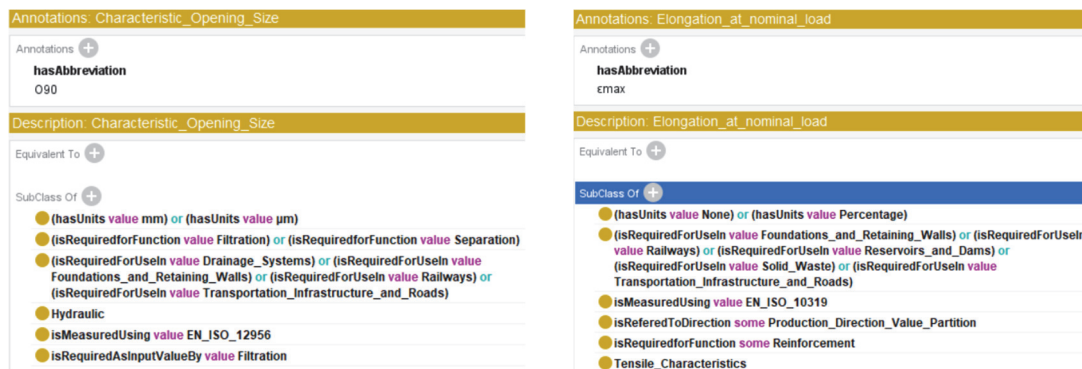 Annotations: Characteristic_Opening_Size
Annotations
hasAbbreviation
O90
Description: Characteristic_Opening_Size
Equivalent To
SubClass Of
(hasUnits value mm) or (hasUnits value µm)
(isRequiredforFunction value Filtration) or (isRequiredforFunction value Separation)
(isRequiredForUseIn value Drainage_Systems) or (isRequiredForUseIn value
Foundations_and_Retaining_Walls) or (isRequiredForUseIn value Railways) or
(isRequiredForUseIn value Transportation_Infrastructure_and_Roads)
Hydraulic
isMeasuredUsing value EN_ISO_12956
isRequiredAsInputValueBy value Filtration
Annotations: Elongation_at_nominal_load
Annotations
hasAbbreviation
εmax
Description: Elongation_at_nominal_load
Equivalent To
SubClass Of
(hasUnits value None) or (hasUnits value Percentage)
(isRequiredForUseIn value Foundations_and_Retaining_Walls) or (isRequiredForUseIn
value Railways) or (isRequiredForUseIn value Reservoirs_and_Dams) or
(isRequiredForUseIn value Solid_Waste) or (isRequiredForUseIn value
Transportation_Infrastructure_and_Roads)
isMeasuredUsing value EN_ISO_10319
isReferedToDirection some Production_Direction_Value_Partition
isRequiredforFunction some Reinforcement
Tensile_Characteristics